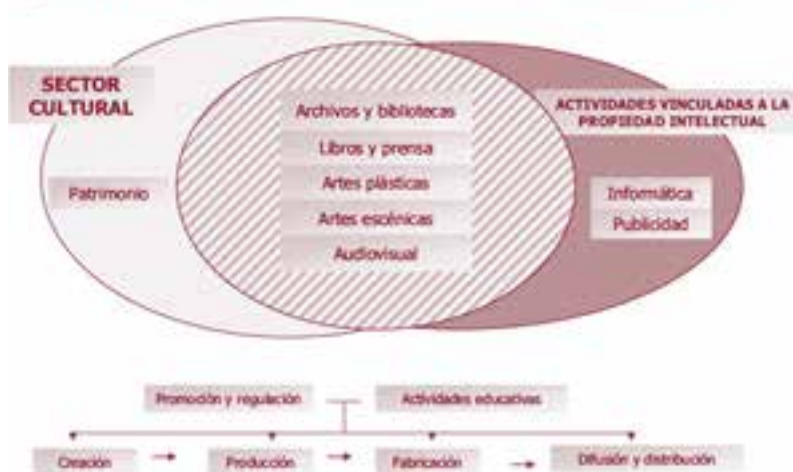 SECTOR
CULTURAL
ACTIVIDADES VINCULADAS A LA
PROPIEDAD INTELECTUAL
Archivos y bibliotecas
Libros y prensa
Artes plásticas
Artes escénicas
Audiovisual
Patrimonio
Informática
Publicidad
Promoción y regulación
Actividades educativas
Creación
Producción
Fabricación
Difusión y distribución